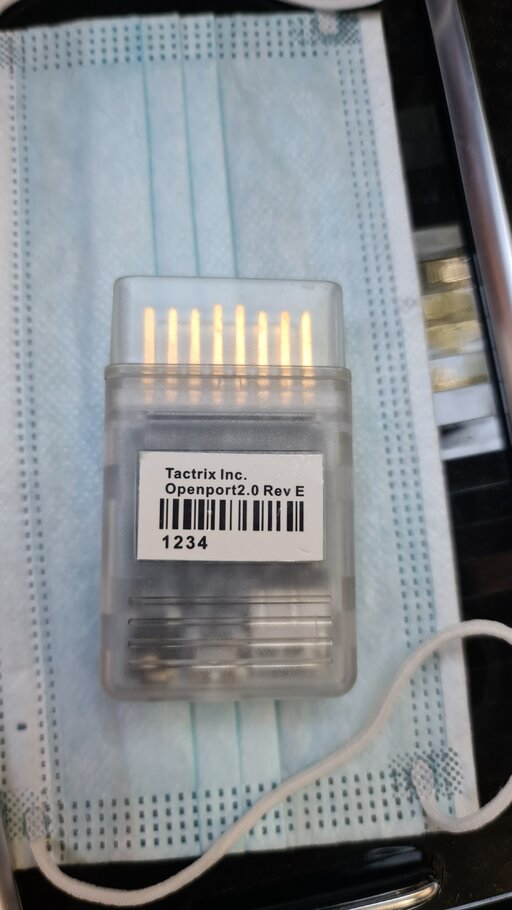 Tactrix Inc.
Openport2.0 Rev E
1234